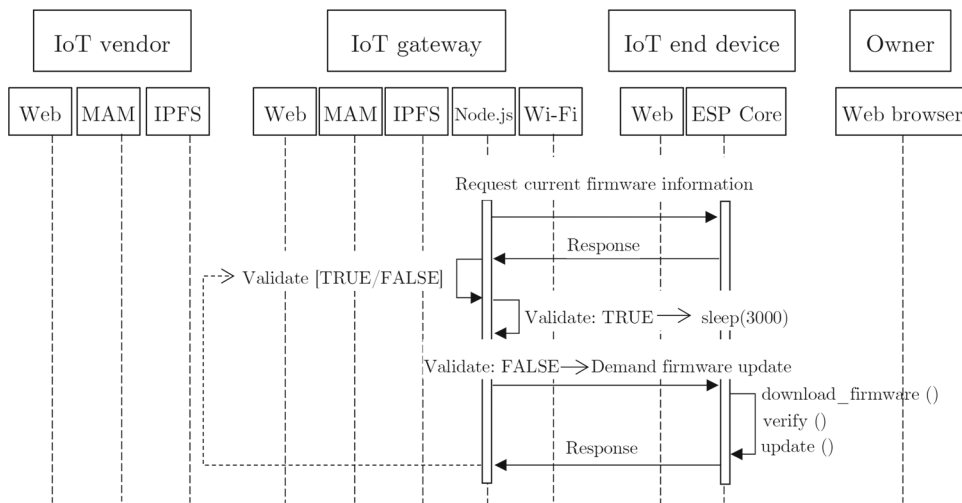 IoT vendor
IoT gateway
IoT end device
Owner
Web
MAM
IPFS
Web
MAM
IPFS
Node.js
Wi-Fi
Web
ESP Core
Web browser
Request current firmware information
Response
Validate [TRUE/FALSE]
Validate: TRUE
sleep(3000)
Validate: FALSE
Demand firmware update
download_firmware ()
verify ()
update ()
Response